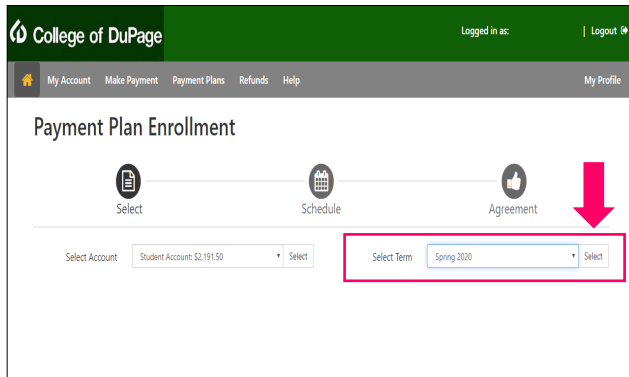 College of DuPage
Logged in as: | Logout
My Account Make Payment Payment Plans Refunds Help My Profile
Payment Plan Enrollment
Select Schedule Agreement
Select Account Student Account: $2,191.50 Select Select Term Spring 2020 Select